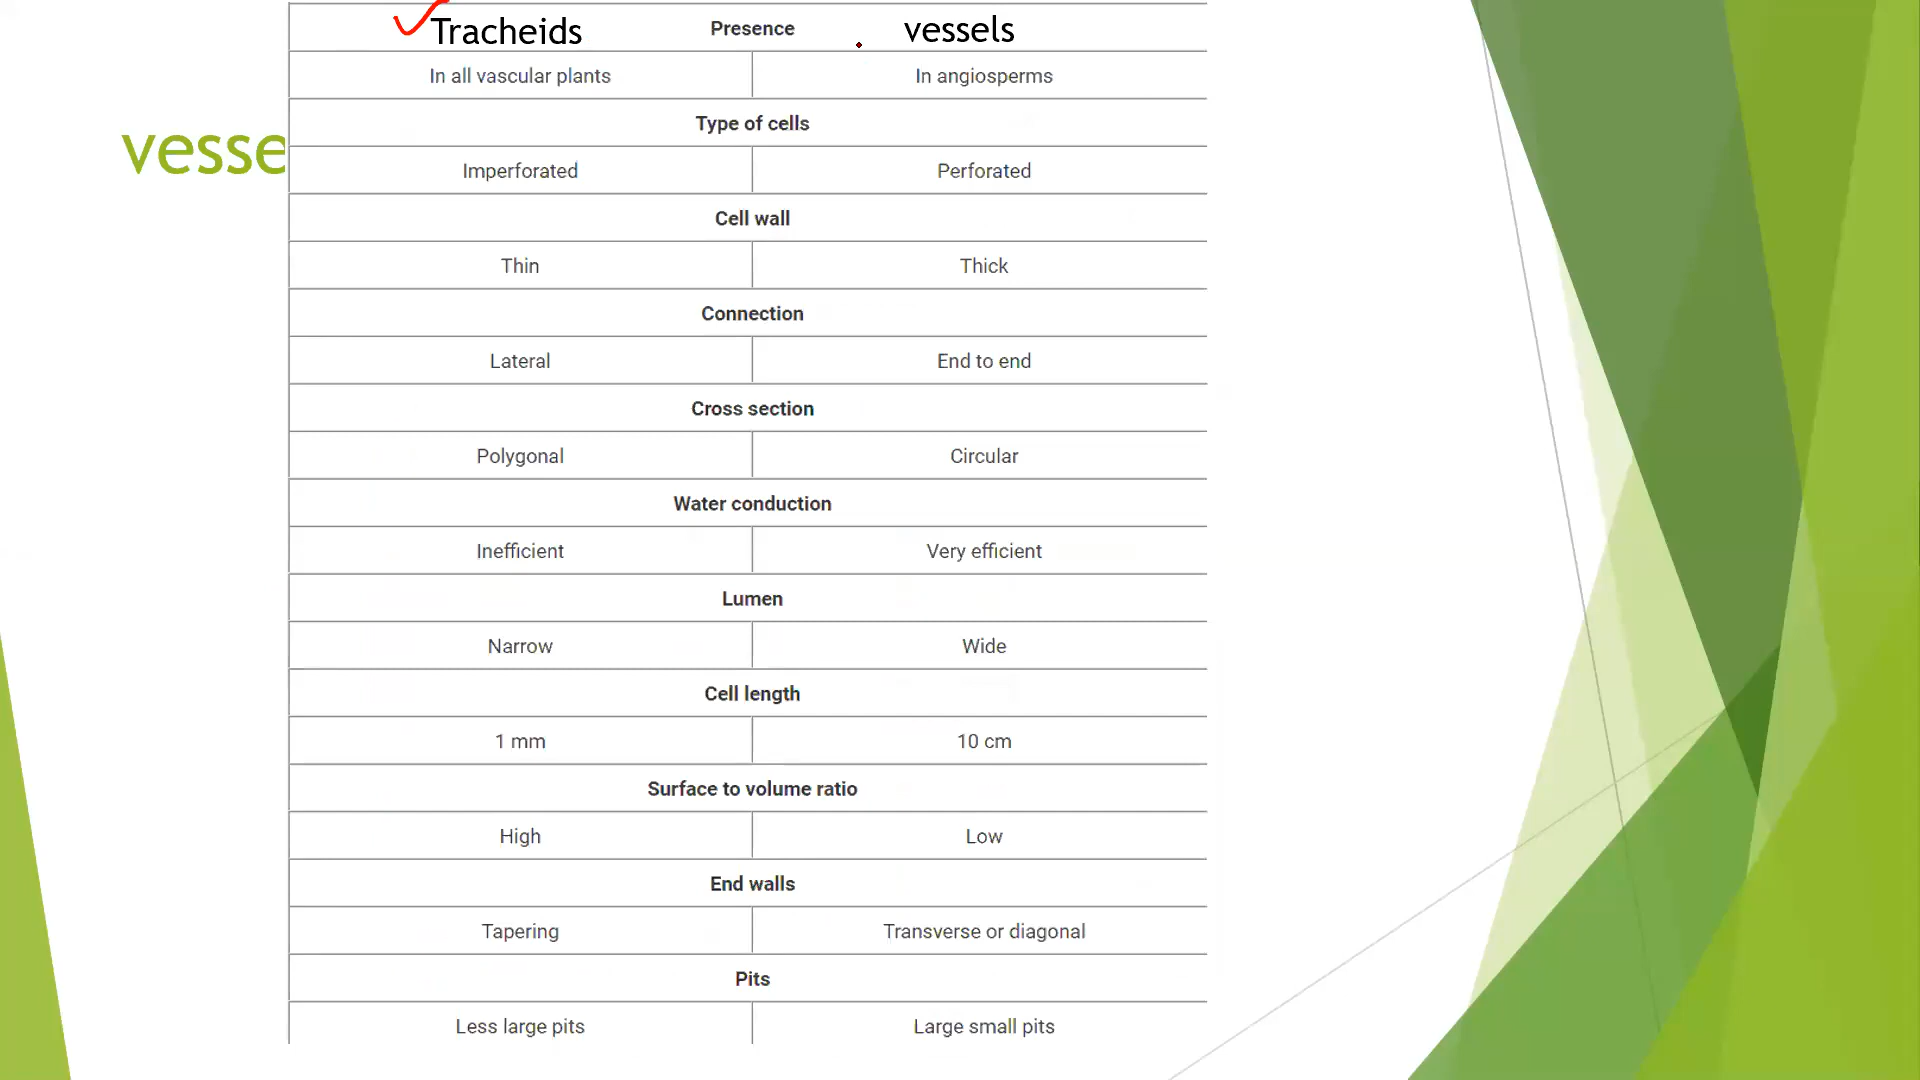 Tracheids Presence vessels
In all vascular plants In angiosperms
Type of cells
vesse
Imperforated Perforated
Cell wall
Thin Thick
Connection
Lateral End to end
Cross section
Polygonal Circular
Water conduction
Inefficient Very efficient
Lumen
Narrow Wide
Cell length
1 mm 10 cm
Surface to volume ratio
High Low
End walls
Tapering Transverse or diagonal
Pits
Less large pits Large small pits